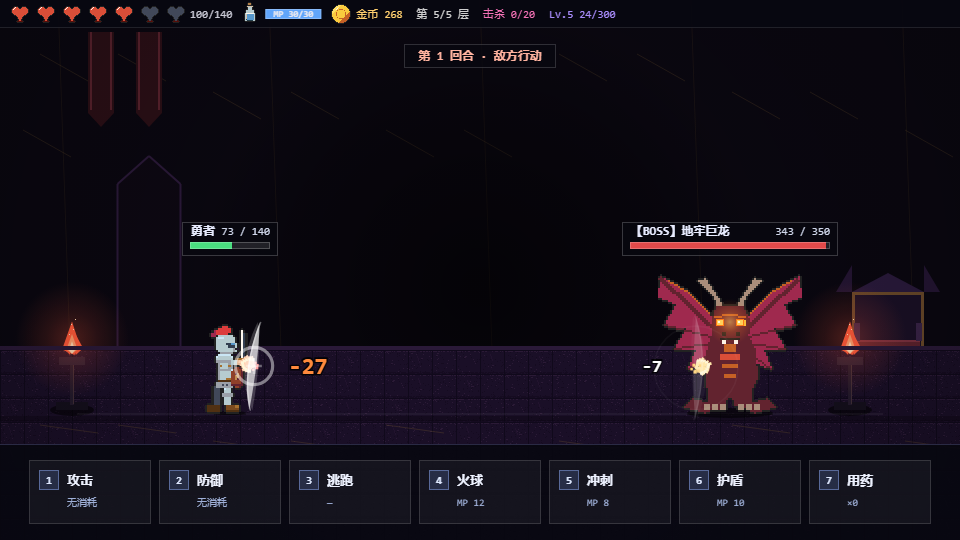 100/140 MP 30/30 金币 268 第 5/5 层 击杀 0/20 Lv.5 24/300
第 1 回合 · 敌方行动
勇者 73 / 140
【BOSS】地牢巨龙 343 / 350
-27
-7
1 攻击 无消耗
2 防御 无消耗
3 逃跑 —
4 火球 MP 12
5 冲刺 MP 8
6 护盾 MP 10
7 用药 ×0